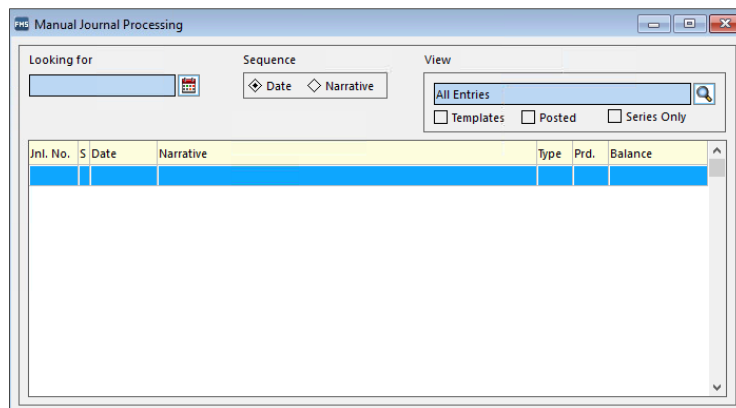 FMS Manual Journal Processing
Looking for Sequence View
Date Narrative All Entries
Templates Posted Series Only
Jnl. No. S Date Narrative Type Prd. Balance